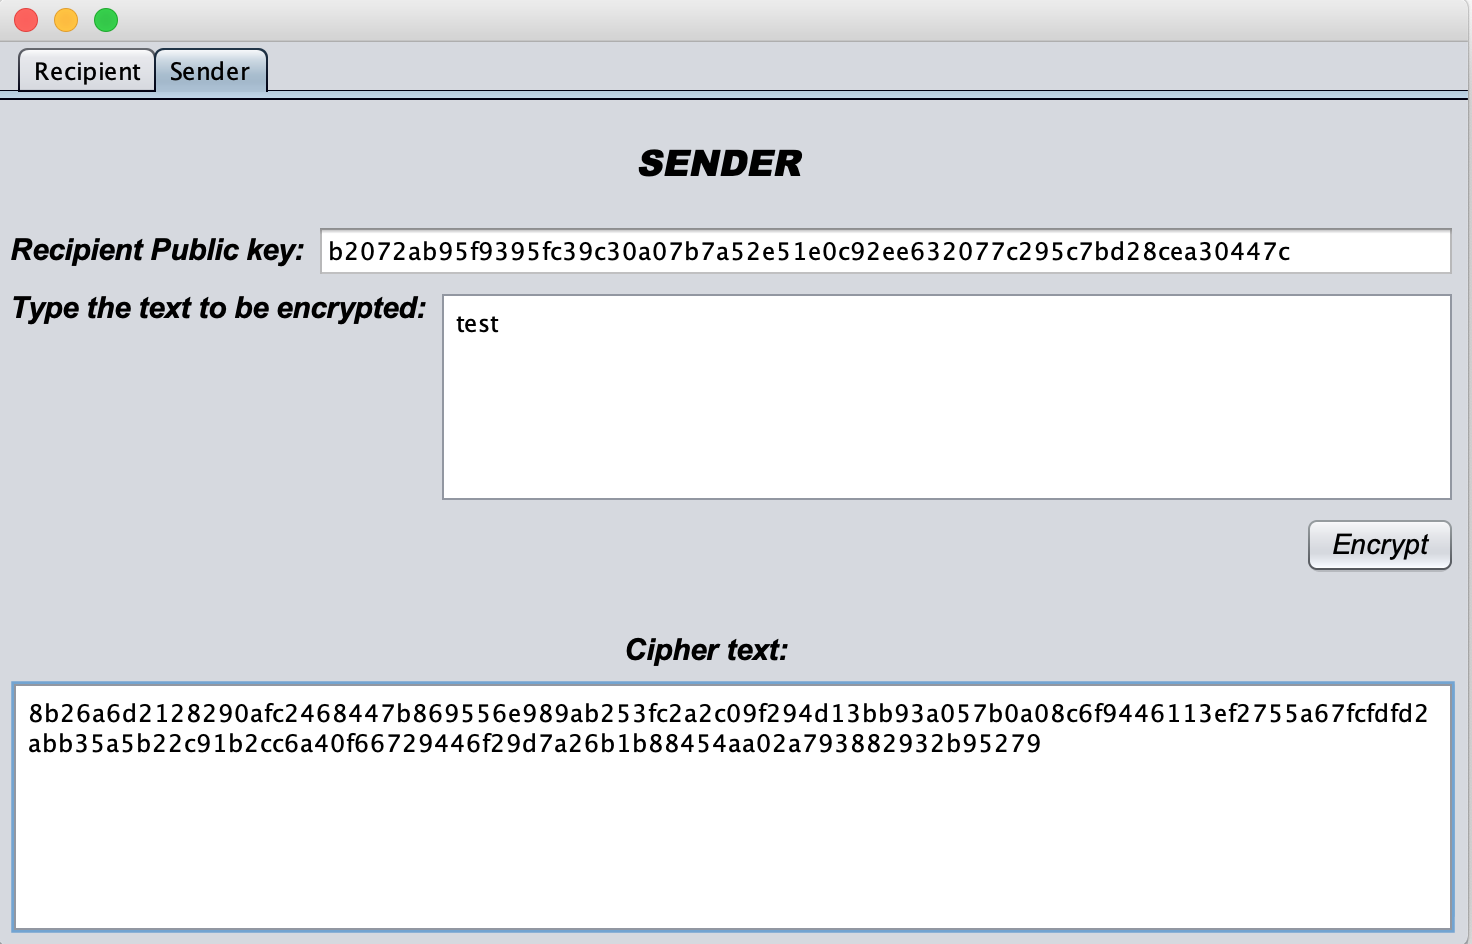 Recipient Sender
SENDER
Recipient Public key: b2072ab95f9395fc39c30a07b7a52e51e0c92ee632077c295c7bd28cea30447c
Type the text to be encrypted: test
Encrypt
Cipher text:
8b26a6d2128290afc2468447b869556e989ab253fc2a2c09f294d13bb93a057b0a08c6f9446113ef2755a67fcfdfd2
abb35a5b22c91b2cc6a40f66729446f29d7a26b1b88454aa02a793882932b95279